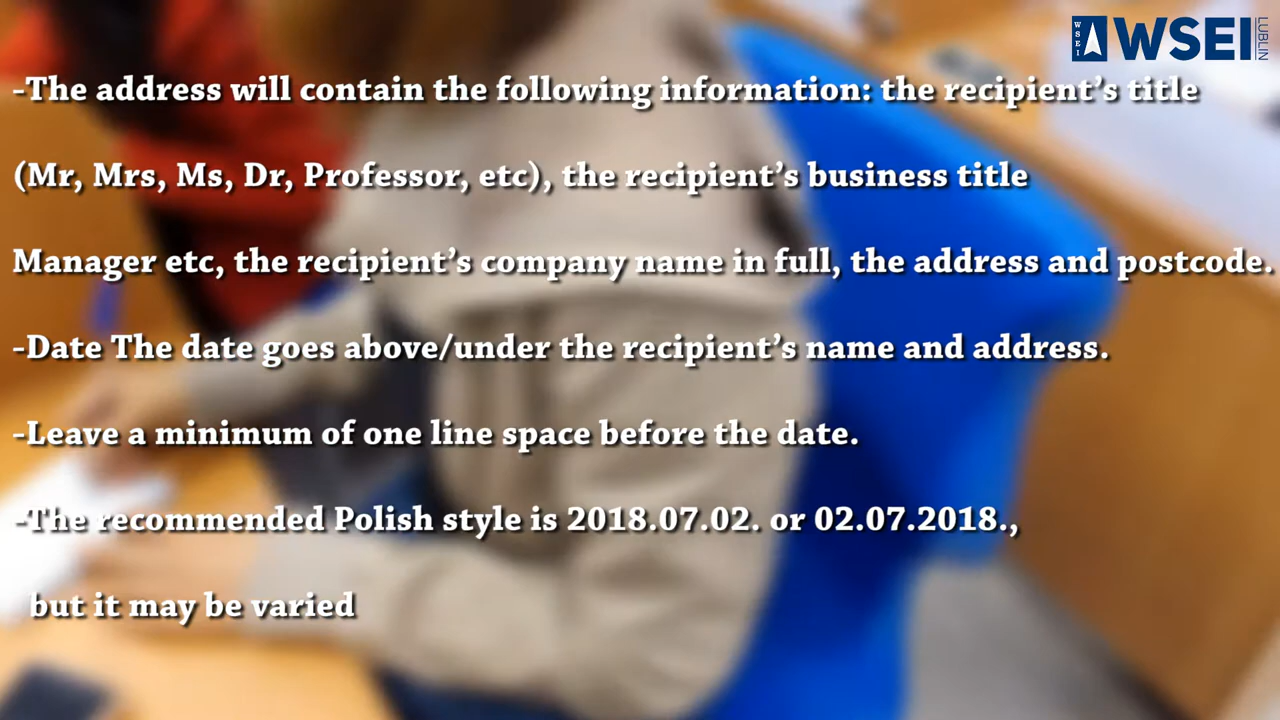 WSEI
WSEI
LUBLIN
-The address will contain the following information: the recipient’s title
(Mr, Mrs, Ms, Dr, Professor, etc), the recipient’s business title
Manager etc, the recipient’s company name in full, the address and postcode.
-Date The date goes above/under the recipient’s name and address.
-Leave a minimum of one line space before the date.
-The recommended Polish style is 2018.07.02. or 02.07.2018.,
but it may be varied